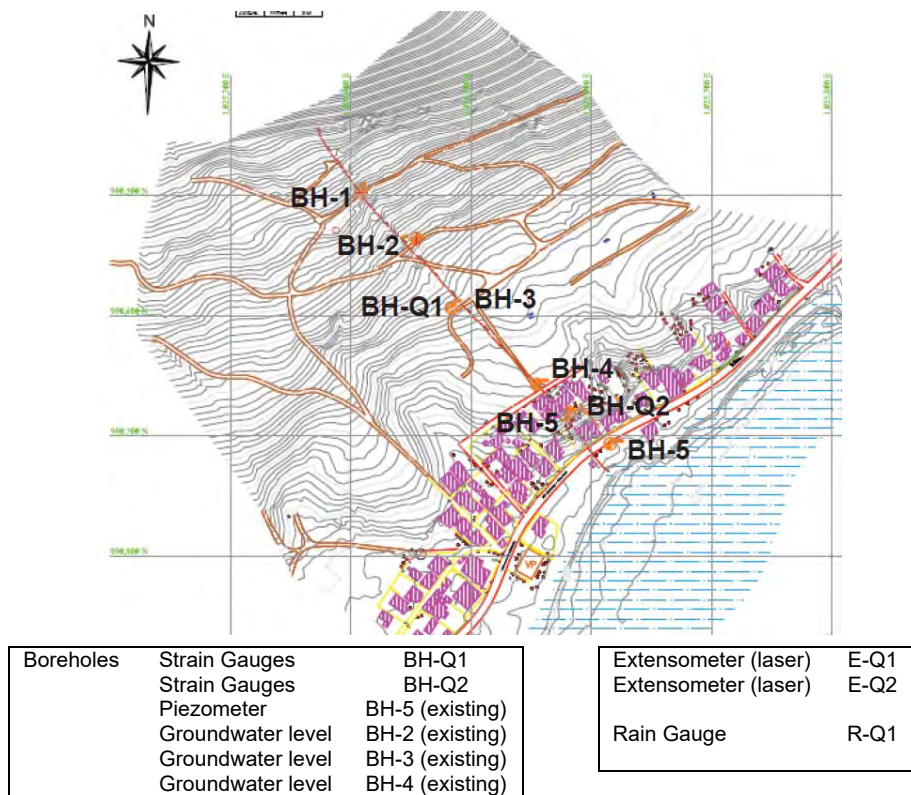 N
BH-1
BH-2
BH-Q1 BH-3
BH-4
BH-5 BH-Q2
BH-5
VP
Boreholes Strain Gauges BH-Q1
Strain Gauges BH-Q2
Piezometer BH-5 (existing)
Groundwater level BH-2 (existing)
Groundwater level BH-3 (existing)
Groundwater level BH-4 (existing)
Extensometer (laser) E-Q1
Extensometer (laser) E-Q2
Rain Gauge R-Q1